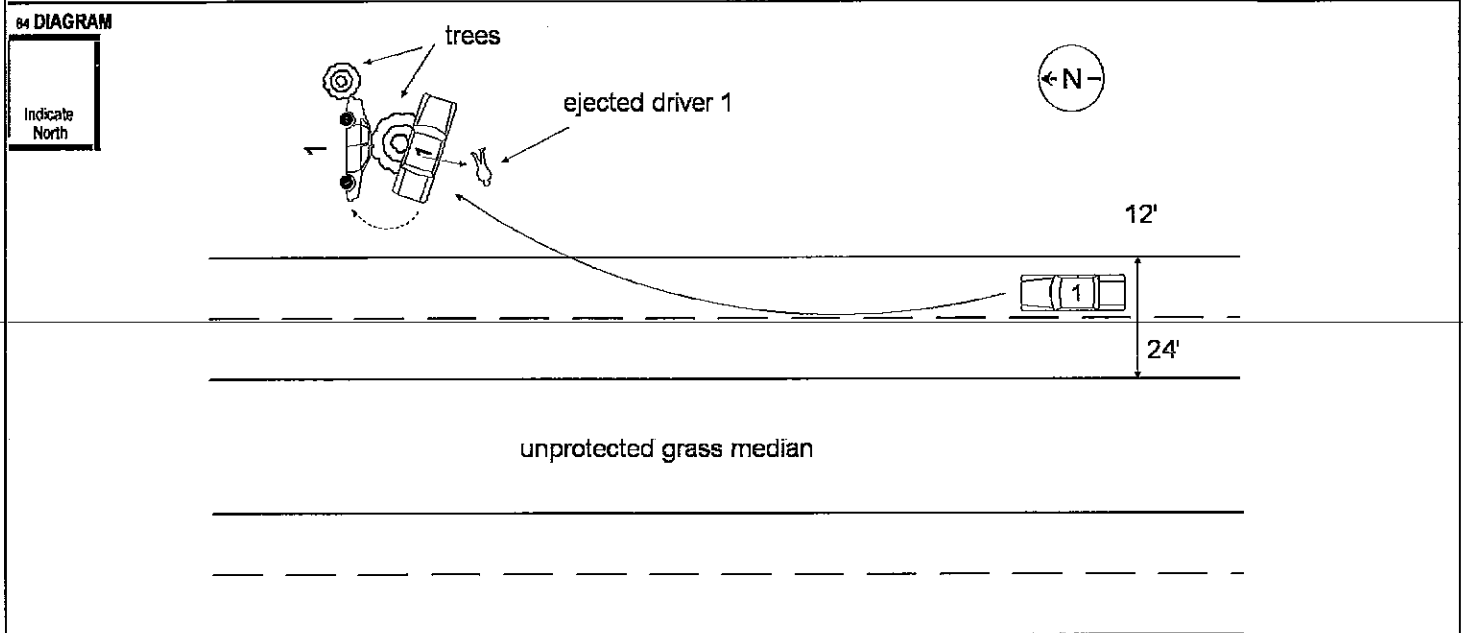 64 DIAGRAM
Indicate
North
trees
ejected driver 1
N
1
1
12'
1
24'
unprotected grass median